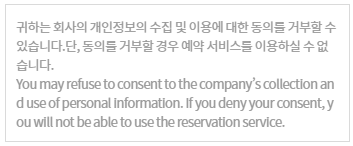 귀하는 회사의 개인정보의 수집 및 이용에 대한 동의를 거부할 수
있습니다.단, 동의를 거부할 경우 예약 서비스를 이용하실 수 없
습니다.
You may refuse to consent to the company's collection an
d use of personal information. If you deny your consent, y
ou will not be able to use the reservation service.